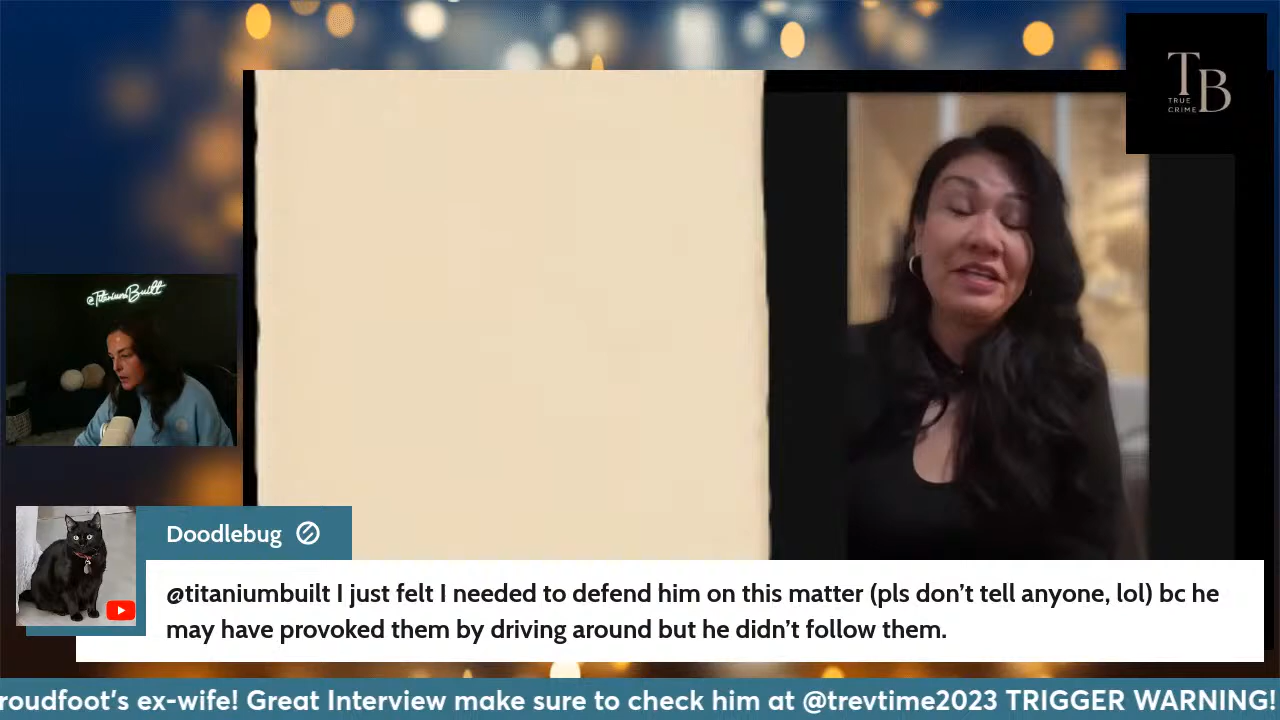 TB
TRUE
CRIME
@TitaniumBuilt
Doodlebug
@titaniumbuilt I just felt I needed to defend him on this matter (pls don’t tell anyone, lol) bc he
may have provoked them by driving around but he didn’t follow them.
roudfoot's ex-wife! Great Interview make sure to check him at @trevtime2023 TRIGGER WARNING!